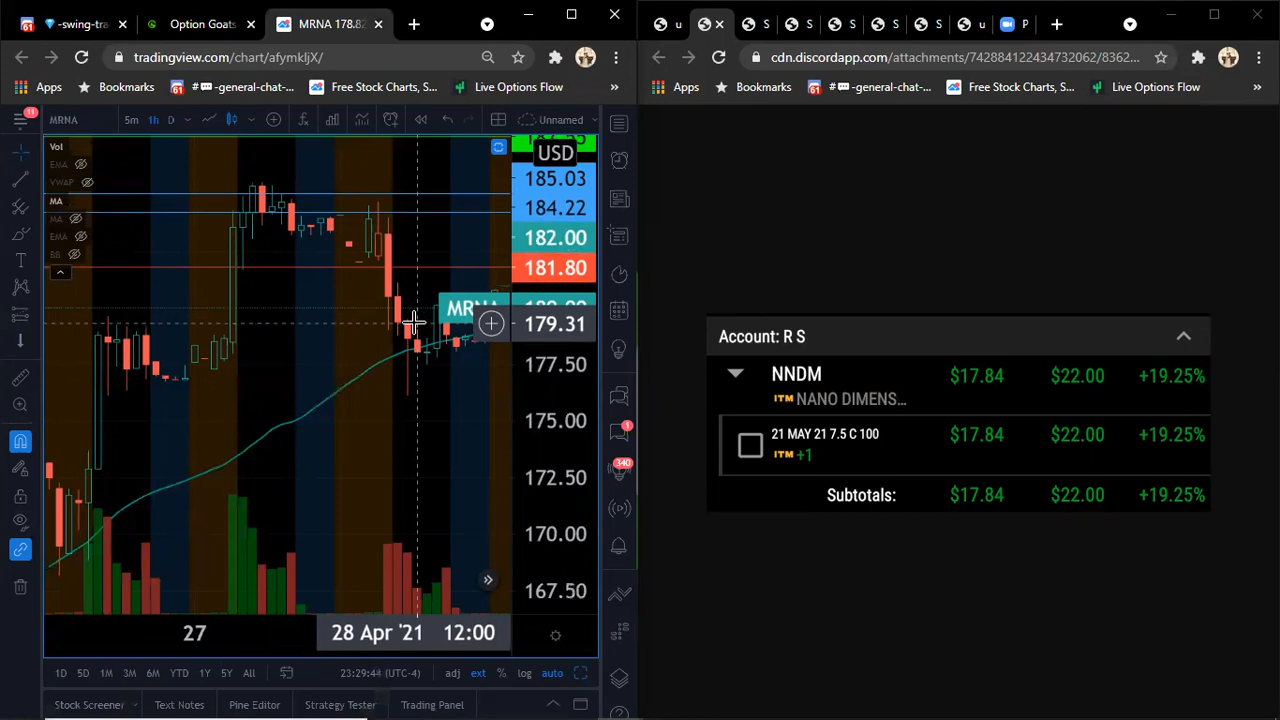 -swing-tra
Option Goats
MRNA 178.82
tradingview.com/chart/afymkljX/
Apps
Bookmarks
#💬-general-chat-...
Free Stock Charts, S...
Live Options Flow
»
11
MRNA
5m
1h
D
Unnamed
Vol
EMA
VWAP
MA
MA
EMA
BB
USD
185.03
184.22
182.00
181.80
179.31
177.50
175.00
172.50
170.00
167.50
27
28 Apr '21 12:00
1D 5D 1M 3M 6M YTD 1Y 5Y All
23:29:44 (UTC-4)
adj ext % log auto
Stock Screener
Text Notes
Pine Editor
Strategy Tester
Trading Panel
1
340
u
S
S
S
S
S
u
P
cdn.discordapp.com/attachments/742884122434732062/8362...
Apps
Bookmarks
#💬-general-chat-...
Free Stock Charts, S...
Live Options Flow
»
Account: R S
NNDM $17.84 $22.00 +19.25%
ITM NANO DIMENS...
21 MAY 21 7.5 C 100 $17.84 $22.00 +19.25%
ITM +1
Subtotals: $17.84 $22.00 +19.25%